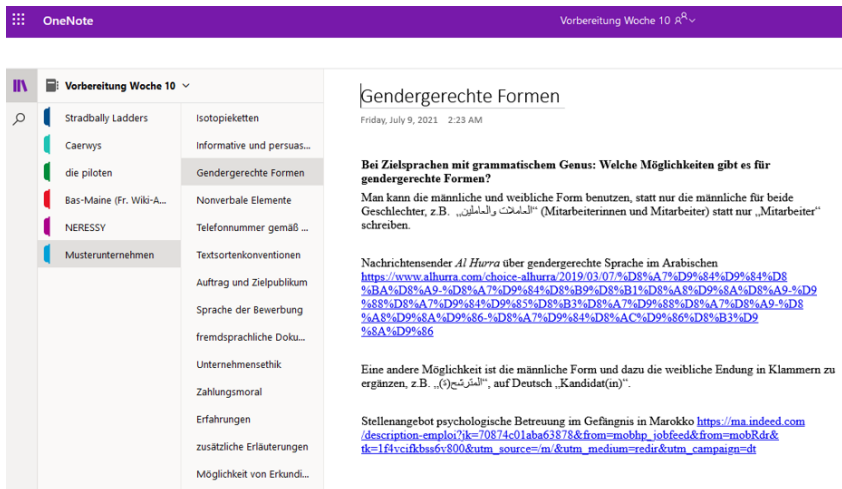 OneNote
Vorbereitung Woche 10
Vorbereitung Woche 10
Stradbally Ladders
Caerwys
die piloten
Bas-Maine (Fr. Wiki-A...
NERESSY
Musterunternehmen
Isotopieketten
Informative und persuas...
Gendergerechte Formen
Nonverbale Elemente
Telefonnummer gemäß ...
Textsortenkonventionen
Auftrag und Zielpublikum
Sprache der Bewerbung
fremdsprachliche Doku...
Unternehmensethik
Zahlungsmoral
Erfahrungen
zusätzliche Erläuterungen
Möglichkeit von Erkundi...
Gendergerechte Formen
Friday, July 9, 2021 2:23 AM
Bei Zielsprachen mit grammatischem Genus: Welche Möglichkeiten gibt es für
gendergerechte Formen?
Man kann die männliche und weibliche Form benutzen, statt nur die männliche für beide
Geschlechter, z.B. „العاملات والعاملين“ (Mitarbeiterinnen und Mitarbeiter) statt nur „Mitarbeiter“
schreiben.
Nachrichtensender Al Hurra über gendergerechte Sprache im Arabischen
https://www.alhurra.com/choice-alhurra/2019/03/07/%D8%A7%D9%84%D9%84%D8
%BA%D8%A9-%D8%A7%D9%84%D8%B9%D8%B1%D8%A8%D9%8A%D8%A9-%D9
%88%D8%A7%D9%84%D9%85%D8%B3%D8%A7%D9%88%D8%A7%D8%A9-%D8
%A8%D9%8A%D9%86-%D8%A7%D9%84%D8%AC%D9%86%D8%B3%D9
%8A%D9%86
Eine andere Möglichkeit ist die männliche Form und dazu die weibliche Endung in Klammern zu
ergänzen, z.B. „المترشح(ة)“, auf Deutsch „Kandidat(in)“.
Stellenangebot psychologische Betreuung im Gefängnis in Marokko https://ma.indeed.com
/description-emploi?jk=70874c01aba63878&from=mobhp_jobfeed&from=mobRdr&
tk=1f4vcifkbss6v800&utm_source=/m/&utm_medium=redir&utm_campaign=dt